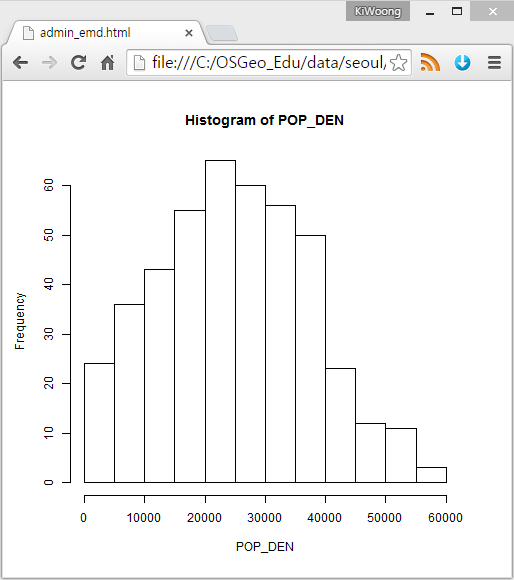 KiWoong
admin_emd.html
file:///C:/OSGeo_Edu/data/seoul/
Histogram of POP_DEN
Frequency
60
50
40
30
20
10
0
0 10000 20000 30000 40000 50000 60000
POP_DEN